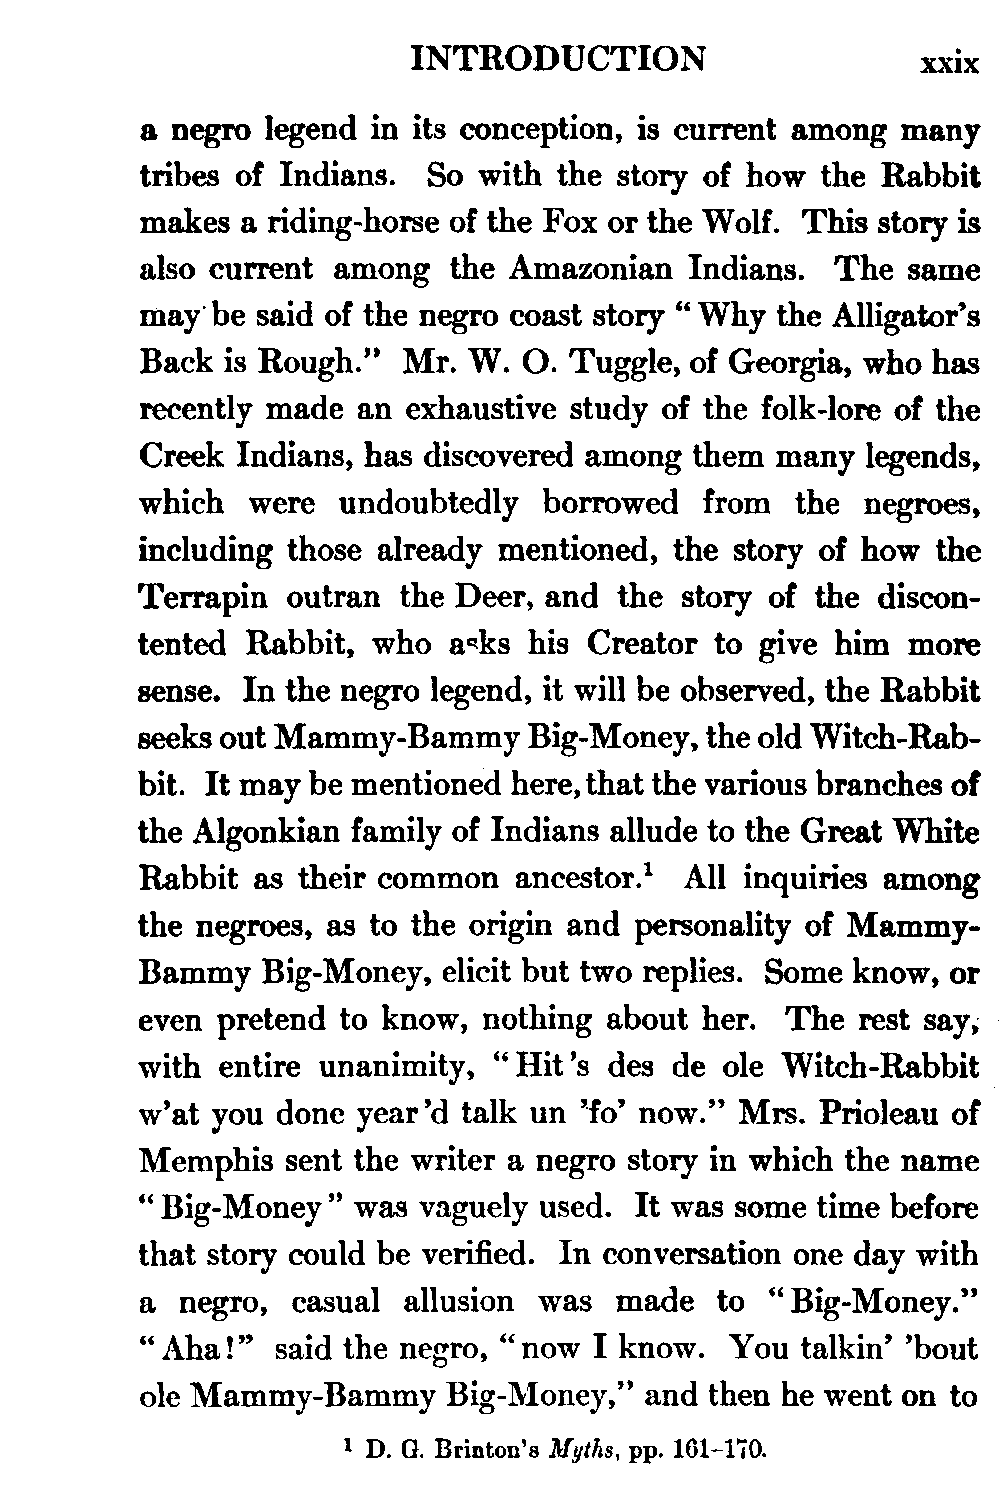 INTRODUCTION xxix
a negro legend in its conception, is current among many
tribes of Indians. So with the story of how the Rabbit
makes a riding-horse of the Fox or the Wolf. This story is
also current among the Amazonian Indians. The same
may be said of the negro coast story “Why the Alligator’s
Back is Rough.” Mr. W. O. Tuggle, of Georgia, who has
recently made an exhaustive study of the folk-lore of the
Creek Indians, has discovered among them many legends,
which were undoubtedly borrowed from the negroes,
including those already mentioned, the story of how the
Terrapin outran the Deer, and the story of the discon-
tented Rabbit, who asks his Creator to give him more
sense. In the negro legend, it will be observed, the Rabbit
seeks out Mammy-Bammy Big-Money, the old Witch-Rab-
bit. It may be mentioned here, that the various branches of
the Algonkian family of Indians allude to the Great White
Rabbit as their common ancestor.¹ All inquiries among
the negroes, as to the origin and personality of Mammy-
Bammy Big-Money, elicit but two replies. Some know, or
even pretend to know, nothing about her. The rest say,
with entire unanimity, “Hit’s des de ole Witch-Rabbit
w’at you done year’d talk un ’fo’ now.” Mrs. Prioleau of
Memphis sent the writer a negro story in which the name
“Big-Money” was vaguely used. It was some time before
that story could be verified. In conversation one day with
a negro, casual allusion was made to “Big-Money.”
“Aha!” said the negro, “now I know. You talkin’ ’bout
ole Mammy-Bammy Big-Money,” and then he went on to
¹ D. G. Brinton’s Myths, pp. 161–170.